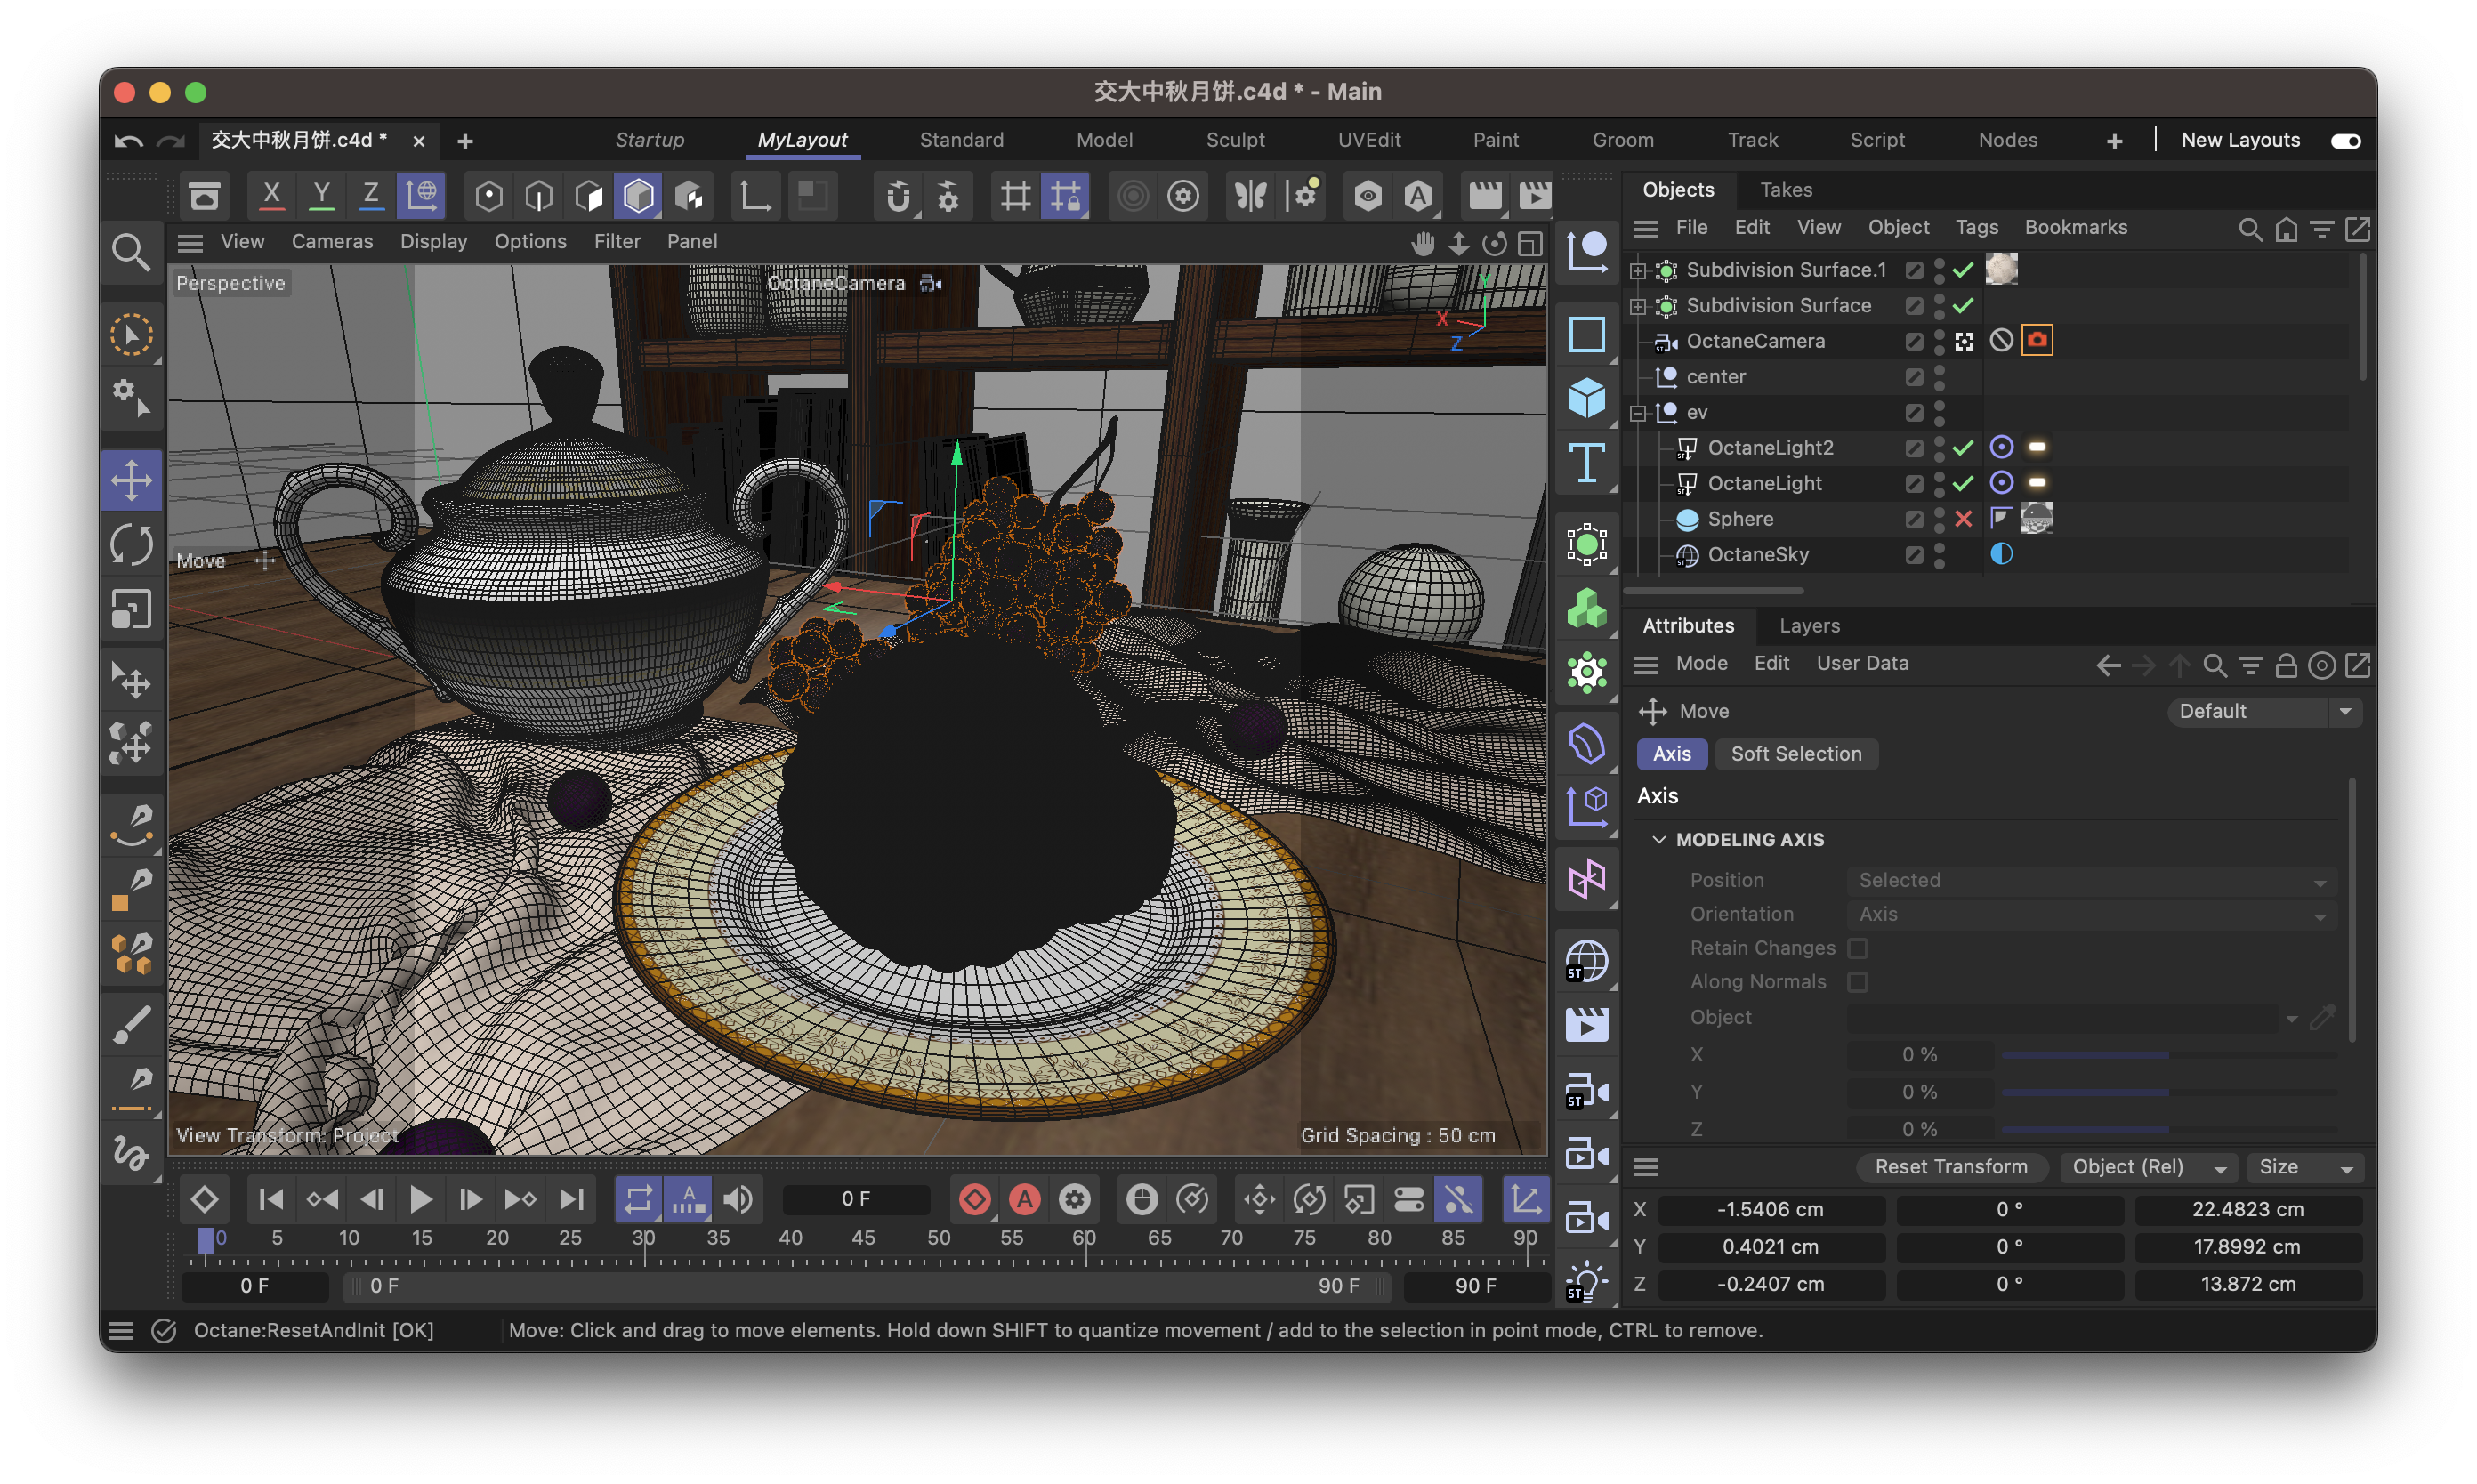 交大中秋月饼.c4d * - Main
交大中秋月饼.c4d *
Startup MyLayout Standard Model Sculpt UVEdit Paint Groom Track Script Nodes New Layouts
X Y Z
A
View Cameras Display Options Filter Panel
Perspective
OctaneCamera
Y
X
Z
Move
View Transform: Project
Grid Spacing : 50 cm
Objects Takes
File Edit View Object Tags Bookmarks
Subdivision Surface.1
Subdivision Surface
OctaneCamera
center
ev
OctaneLight2
OctaneLight
Sphere
OctaneSky
Attributes Layers
Mode Edit User Data
Move Default
Axis Soft Selection
Axis
MODELING AXIS
Position Selected
Orientation Axis
Retain Changes
Along Normals
Object
X 0 %
Y 0 %
Z 0 %
Reset Transform Object (Rel) Size
X -1.5406 cm 0 ° 22.4823 cm
Y 0.4021 cm 0 ° 17.8992 cm
Z -0.2407 cm 0 ° 13.872 cm
ST
ST
ST
A 0 F A
0 5 10 15 20 25 30 35 40 45 50 55 60 65 70 75 80 85 90
0 F 0 F 90 F 90 F
Octane:ResetAndInit [OK] Move: Click and drag to move elements. Hold down SHIFT to quantize movement / add to the selection in point mode, CTRL to remove.